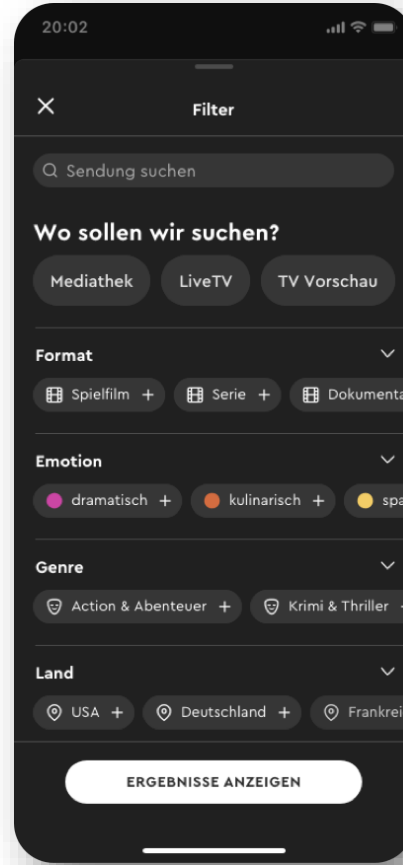 20:02
Filter
Sendung suchen
Wo sollen wir suchen?
Mediathek LiveTV TV Vorschau
Format
Spielfilm + Serie +
Emotion
dramatisch + kulinarisch +
Genre
Action & Abenteuer + Krimi & Thriller
Land
USA + Deutschland +
ERGEBNISSE ANZEIGEN